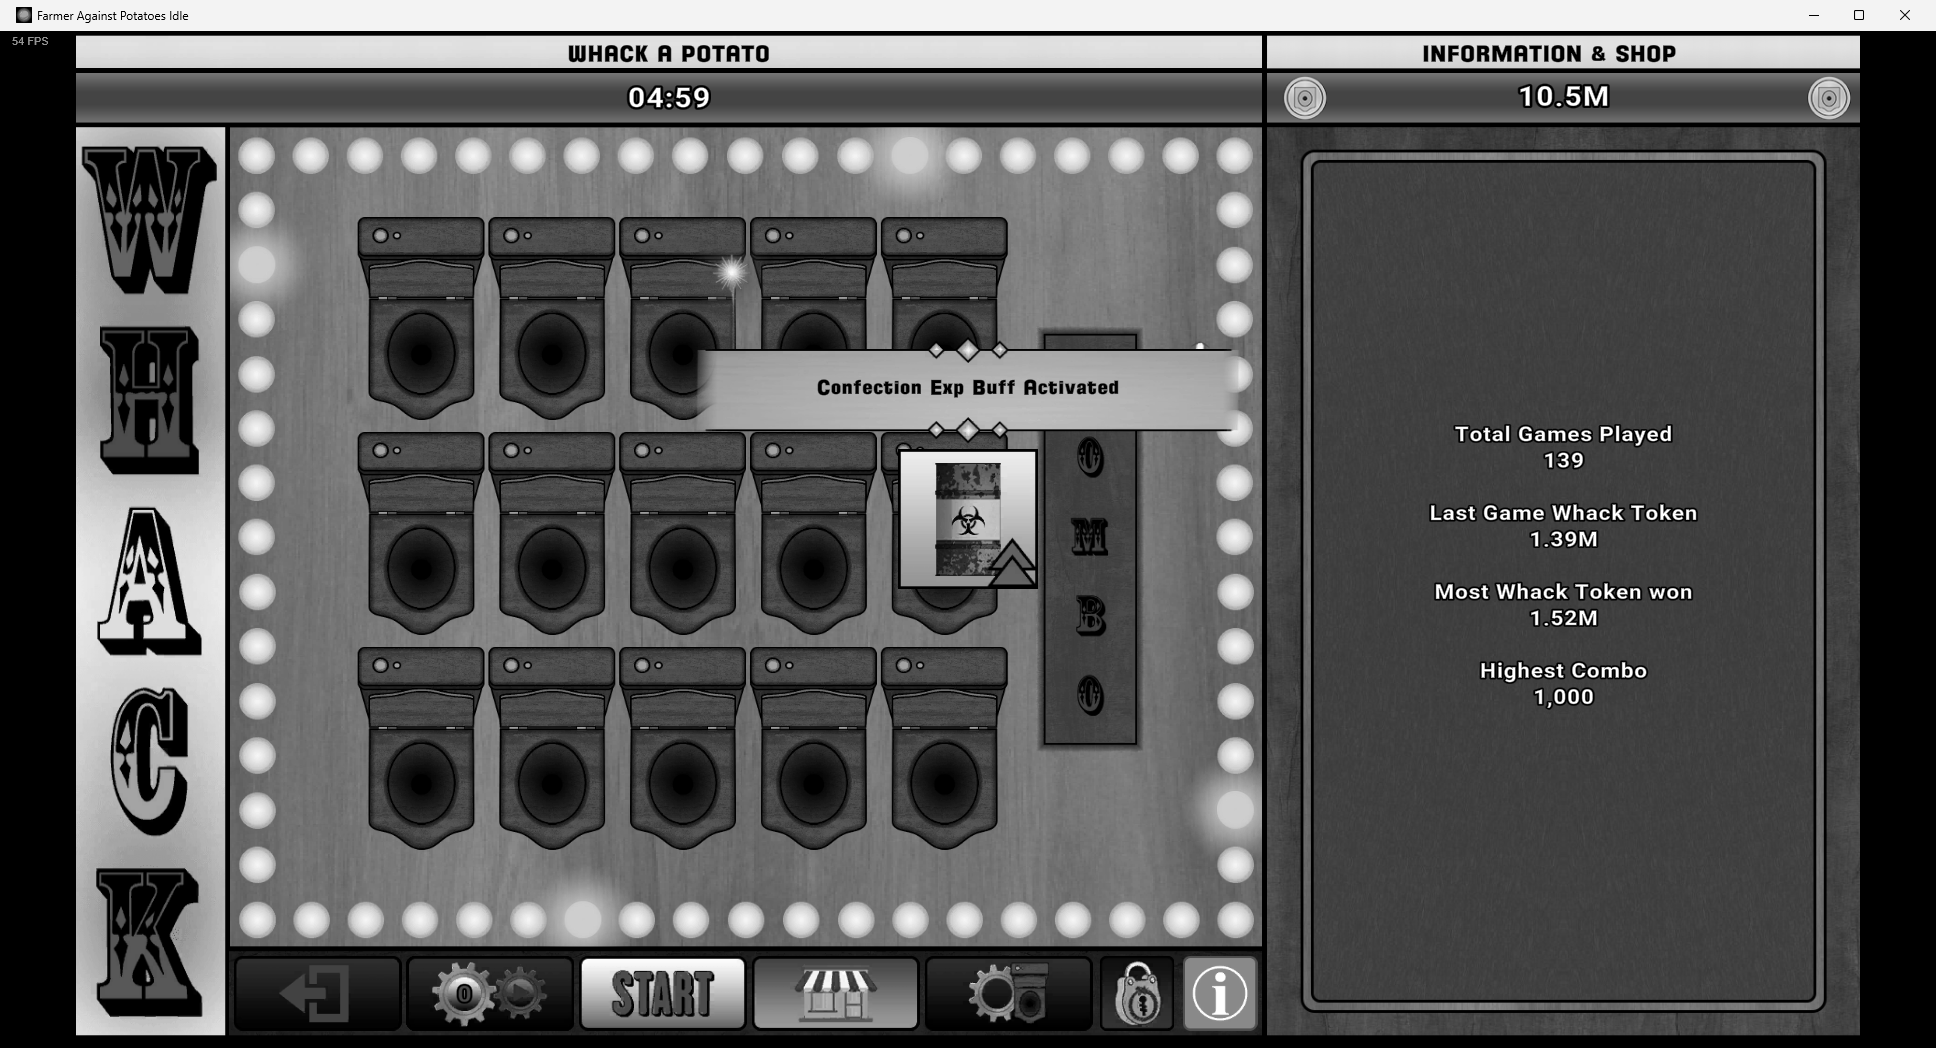 Farmer Against Potatoes Idle
54 FPS
WHACK A POTATO
INFORMATION & SHOP
04:59
10.5M
W
H
A
C
K
Confection Exp Buff Activated
O
M
B
O
Total Games Played
139
Last Game Whack Token
1.39M
Most Whack Token won
1.52M
Highest Combo
1,000
0
START
i